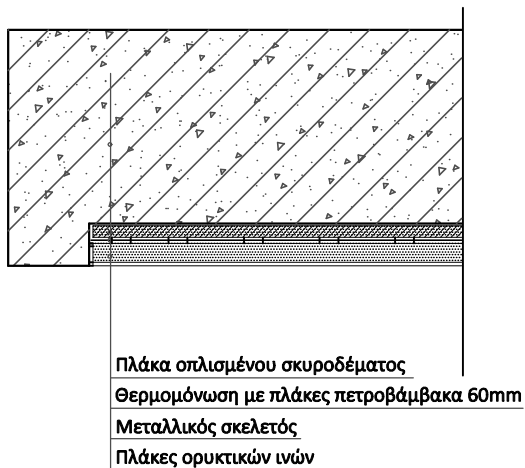 Πλάκα οπλισμένου σκυροδέματος
Θερμομόνωση με πλάκες πετροβάμβακα 60mm
Μεταλλικός σκελετός
Πλάκες ορυκτικών ινών